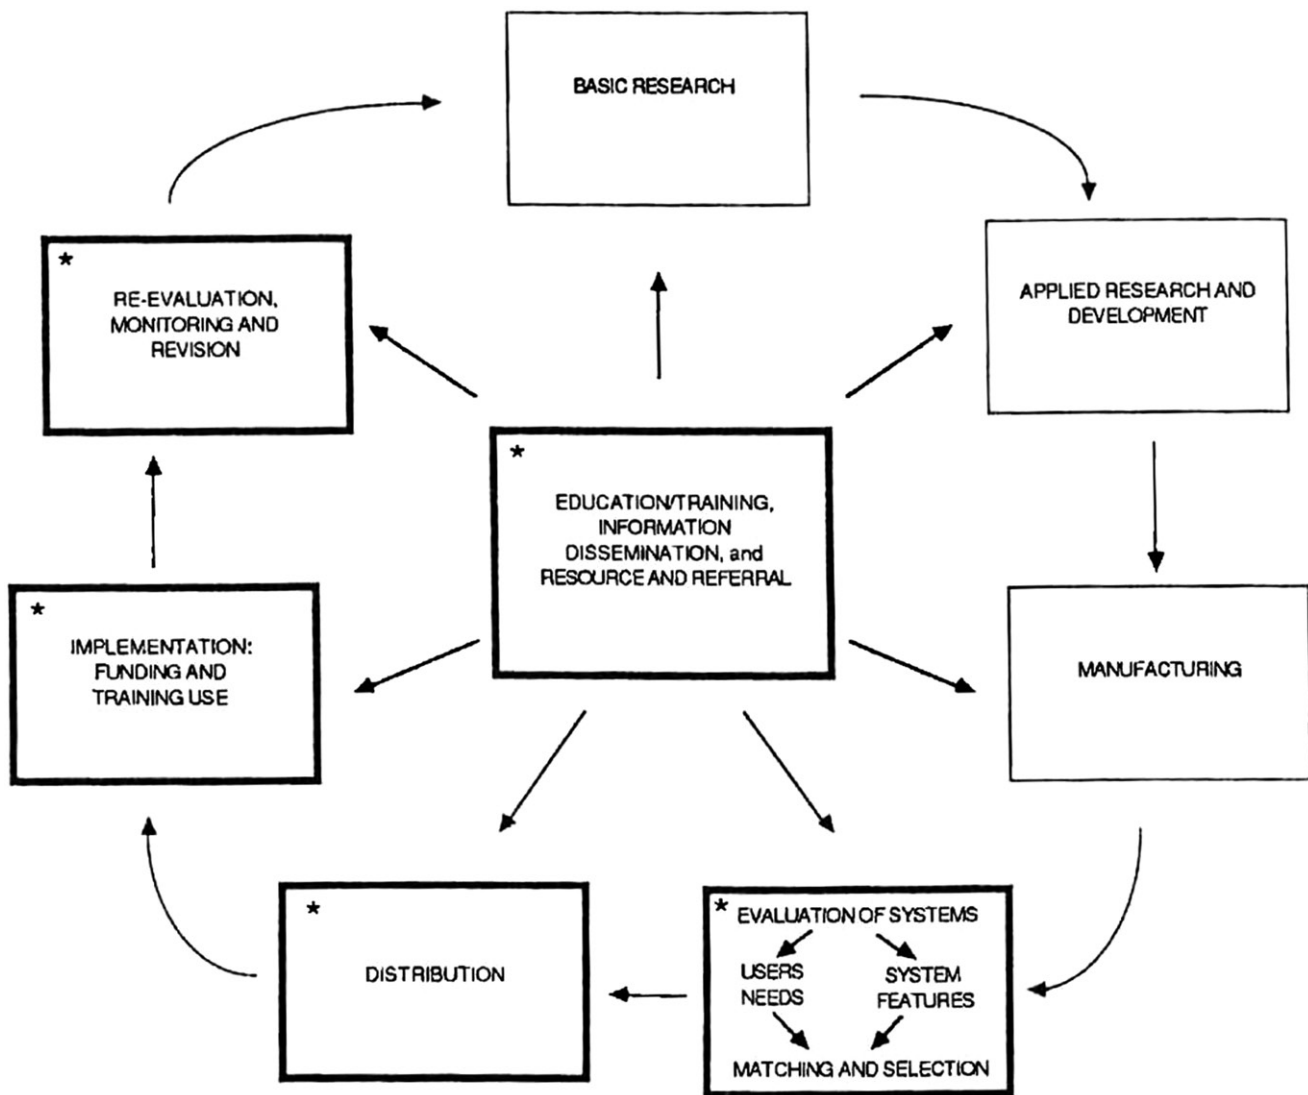 BASIC RESEARCH
APPLIED RESEARCH AND
DEVELOPMENT
*
RE-EVALUATION,
MONITORING AND
REVISION
*
EDUCATION/TRAINING,
INFORMATION
DISSEMINATION, and
RESOURCE AND REFERRAL
MANUFACTURING
*
IMPLEMENTATION:
FUNDING AND
TRAINING USE
*
DISTRIBUTION
* EVALUATION OF SYSTEMS
USERS
NEEDS
SYSTEM
FEATURES
MATCHING AND SELECTION